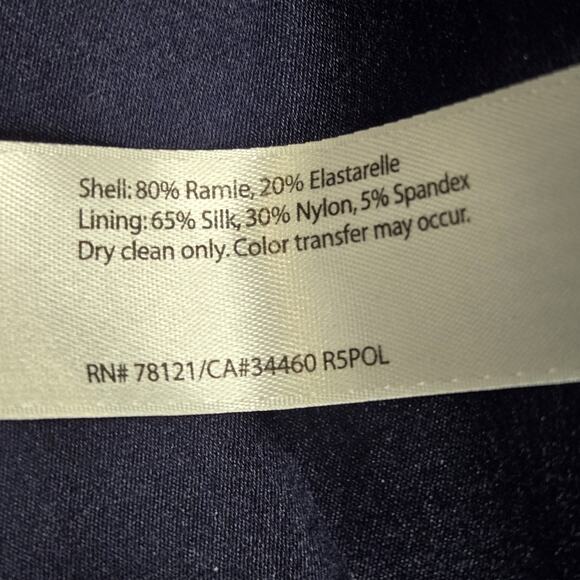 Shell: 80% Ramie, 20% Elastarelle
Lining: 65% Silk, 30% Nylon, 5% Spandex
Dry clean only. Color transfer may occur.
RN# 78121/CA#34460 R5POL